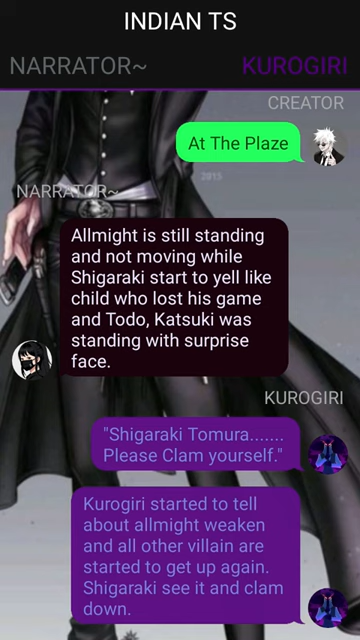 INDIAN TS
NARRATOR~
KUROGIRI
CREATOR
At The Plaze
2015
NARRATOR~
Allmight is still standing
and not moving while
Shigaraki start to yell like
child who lost his game
and Todo, Katsuki was
standing with surprise
face.
KUROGIRI
"Shigaraki Tomura.......
Please Clam yourself."
Kurogiri started to tell
about allmight weaken
and all other villain are
started to get up again.
Shigaraki see it and clam
down.